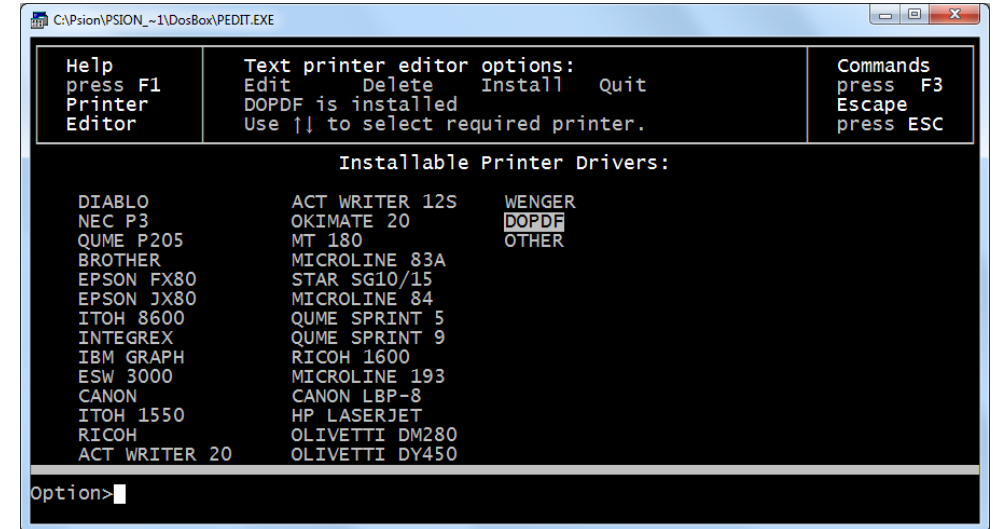 C:\Psion\PSION_~1\DosBox\PEDIT.EXE
Help Text printer editor options: Commands
press F1 Edit Delete Install Quit press F3
Printer DOPDF is installed Escape
Editor Use ↑↓ to select required printer. press ESC
Installable Printer Drivers:
DIABLO ACT WRITER 12S WENGER
NEC P3 OKIMATE 20 DOPDF
QUME P205 MT 180 OTHER
BROTHER MICROLINE 83A
EPSON FX80 STAR SG10/15
EPSON JX80 MICROLINE 84
ITOH 8600 QUME SPRINT 5
INTEGREX QUME SPRINT 9
IBM GRAPH RICOH 1600
ESW 3000 MICROLINE 193
CANON CANON LBP-8
ITOH 1550 HP LASERJET
RICOH OLIVETTI DM280
ACT WRITER 20 OLIVETTI DY450
Option>